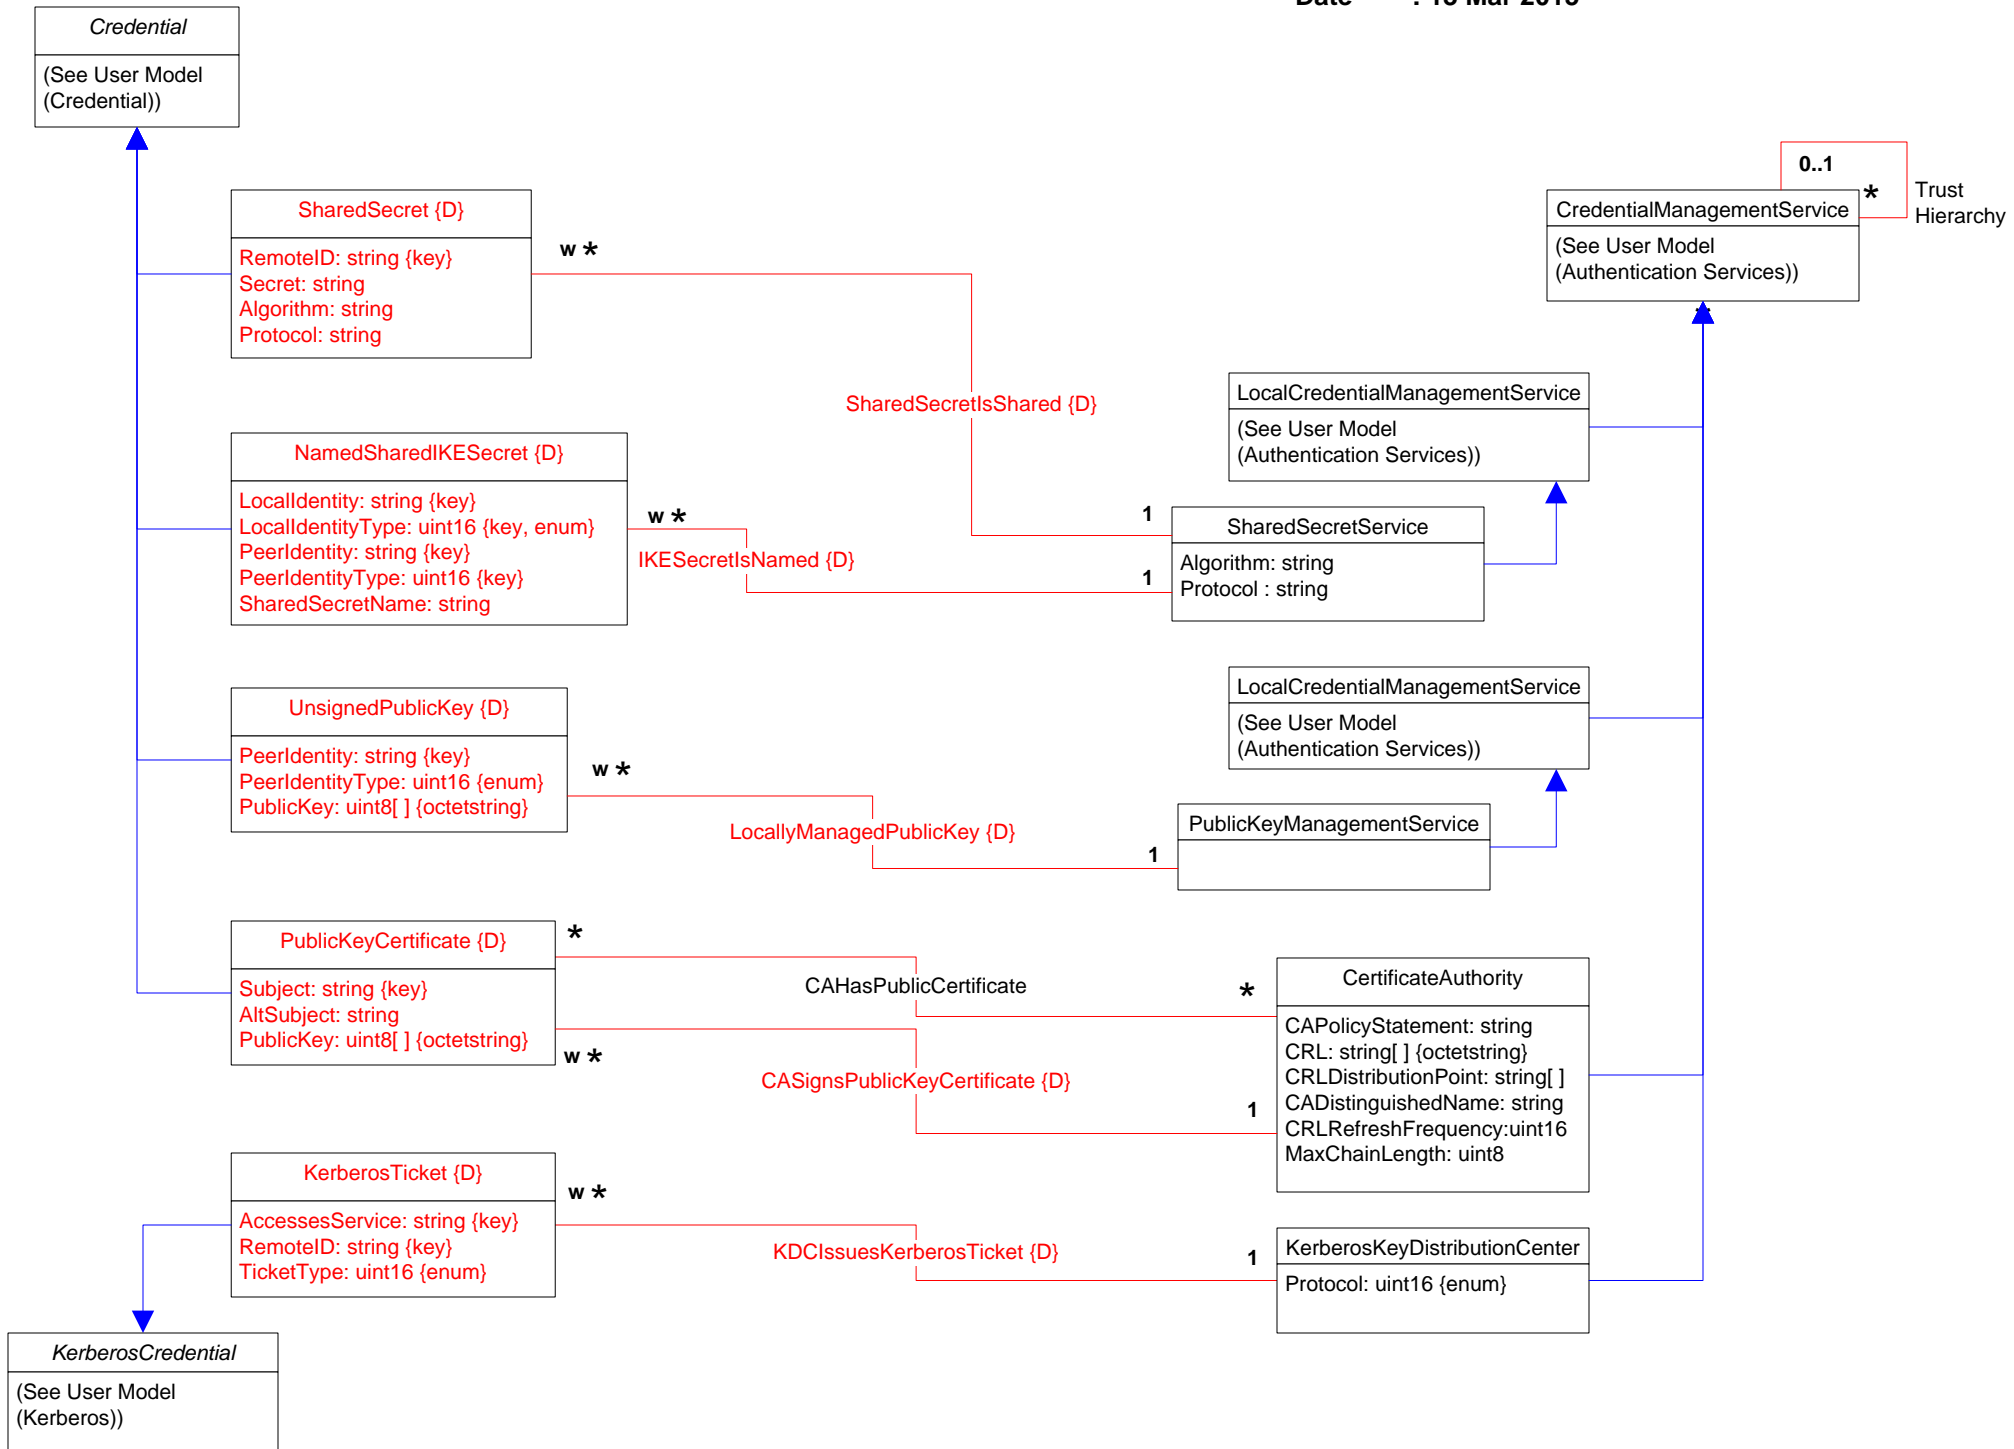 Date : 18 Mar 2013
Credential
(See User Model
(Credential))
SharedSecret {D}
RemoteID: string {key}
Secret: string
Algorithm: string
Protocol: string
w *
SharedSecretIsShared {D}
0..1
*
Trust
Hierarchy
CredentialManagementService
(See User Model
(Authentication Services))
LocalCredentialManagementService
(See User Model
(Authentication Services))
NamedSharedIKESecret {D}
LocalIdentity: string {key}
LocalIdentityType: uint16 {key, enum}
PeerIdentity: string {key}
PeerIdentityType: uint16 {key}
SharedSecretName: string
w *
IKESecretIsNamed {D}
1
1
SharedSecretService
Algorithm: string
Protocol : string
UnsignedPublicKey {D}
PeerIdentity: string {key}
PeerIdentityType: uint16 {enum}
PublicKey: uint8[ ] {octetstring}
w *
LocallyManagedPublicKey {D}
1
LocalCredentialManagementService
(See User Model
(Authentication Services))
PublicKeyManagementService
PublicKeyCertificate {D}
Subject: string {key}
AltSubject: string
PublicKey: uint8[ ] {octetstring}
*
CAHasPublicCertificate
*
w *
CASignsPublicKeyCertificate {D}
1
CertificateAuthority
CAPolicyStatement: string
CRL: string[ ] {octetstring}
CRLDistributionPoint: string[ ]
CADistinguishedName: string
CRLRefreshFrequency:uint16
MaxChainLength: uint8
KerberosTicket {D}
AccessesService: string {key}
RemoteID: string {key}
TicketType: uint16 {enum}
w *
KDCIssuesKerberosTicket {D}
1
KerberosKeyDistributionCenter
Protocol: uint16 {enum}
KerberosCredential
(See User Model
(Kerberos))